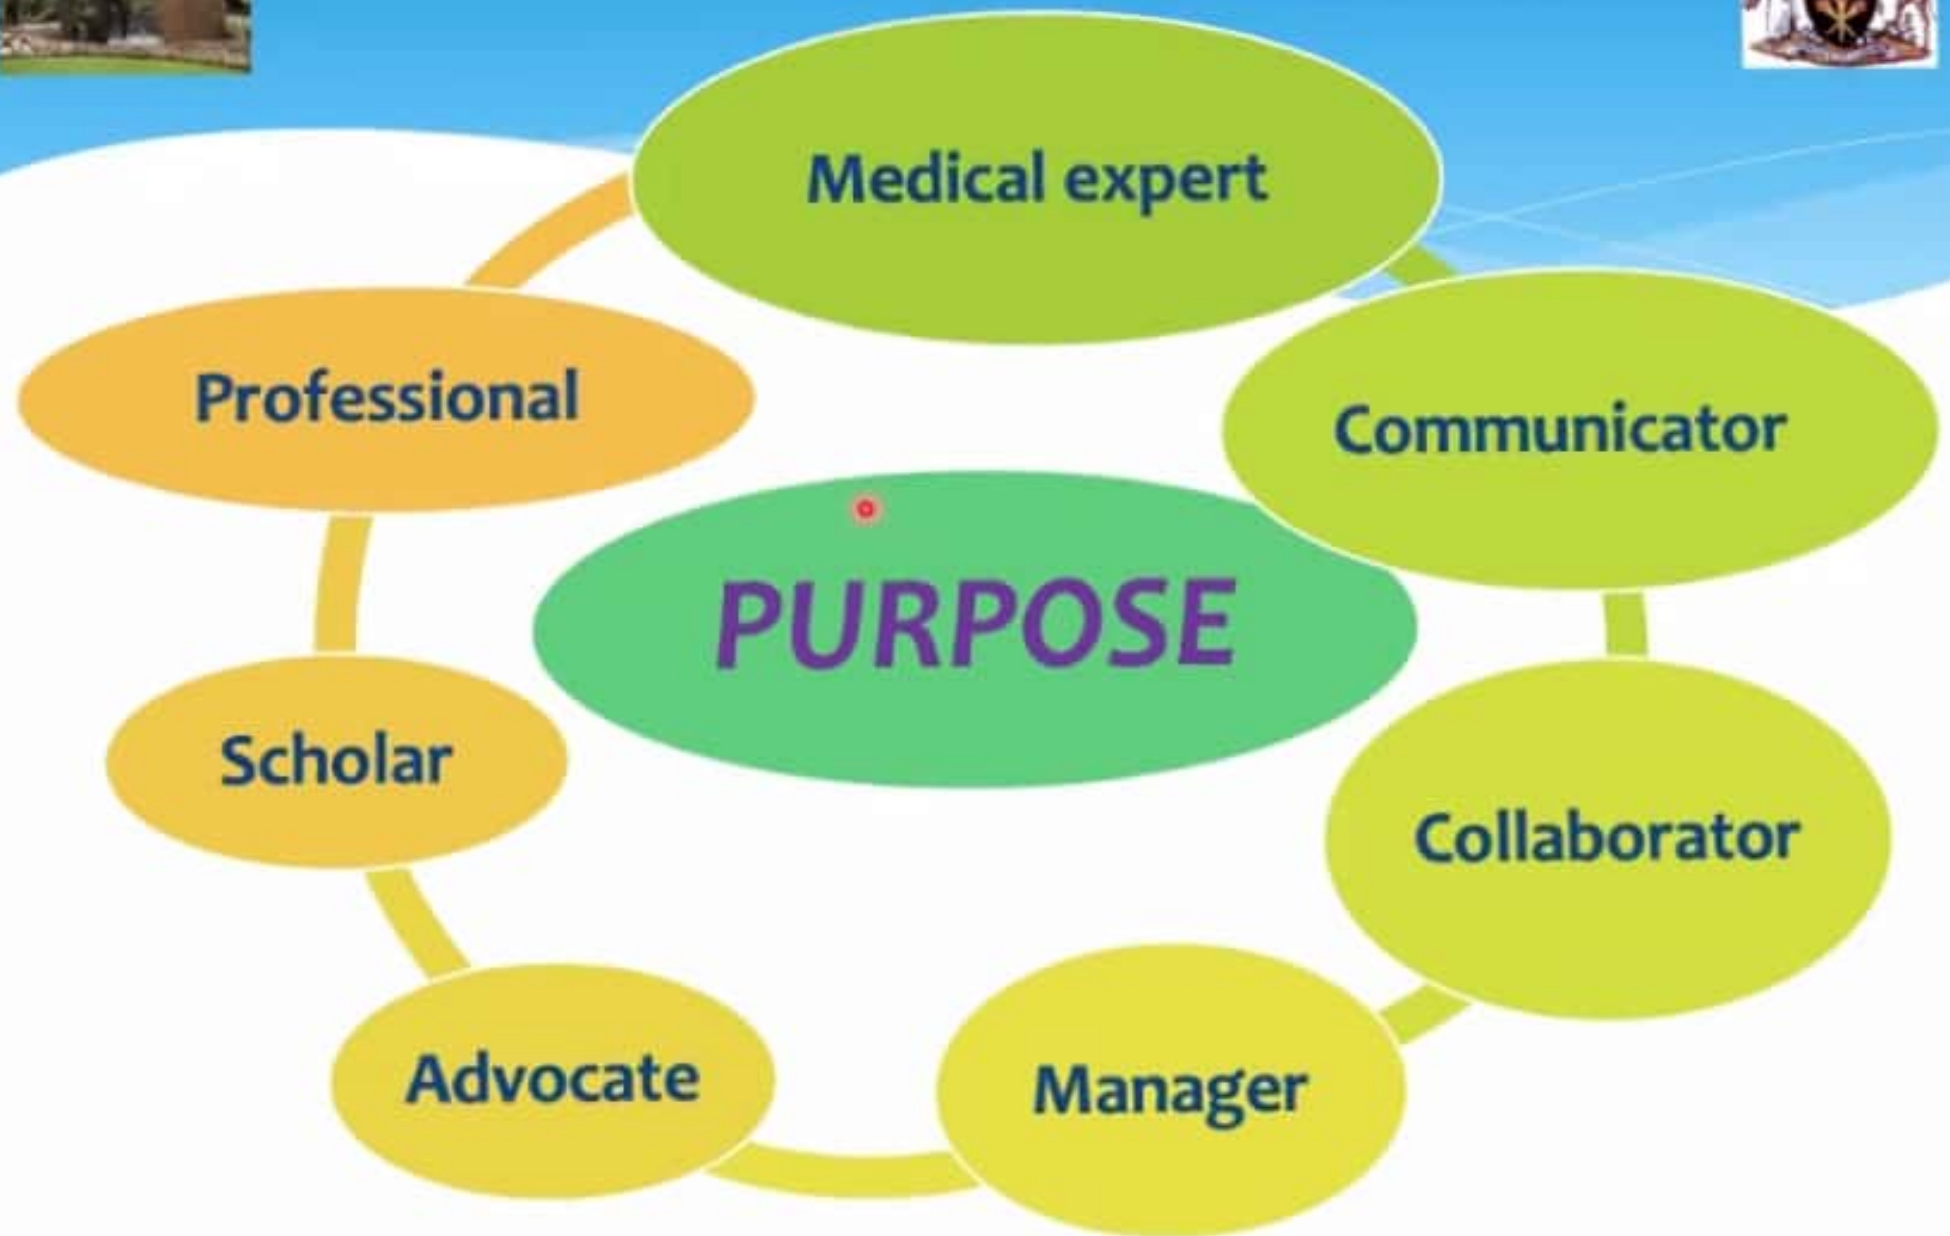 Medical expert
Professional
Communicator
PURPOSE
Scholar
Collaborator
Advocate
Manager